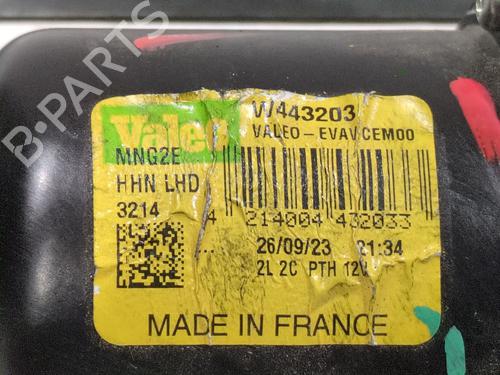 B-PARTS
Valeo
W443203
VALEO-EVAV CEM00
MNG2E
HHN LHD
3214
4 214004 432033
26/09/23 21:34
2L 2C PTH 12V
MADE IN FRANCE